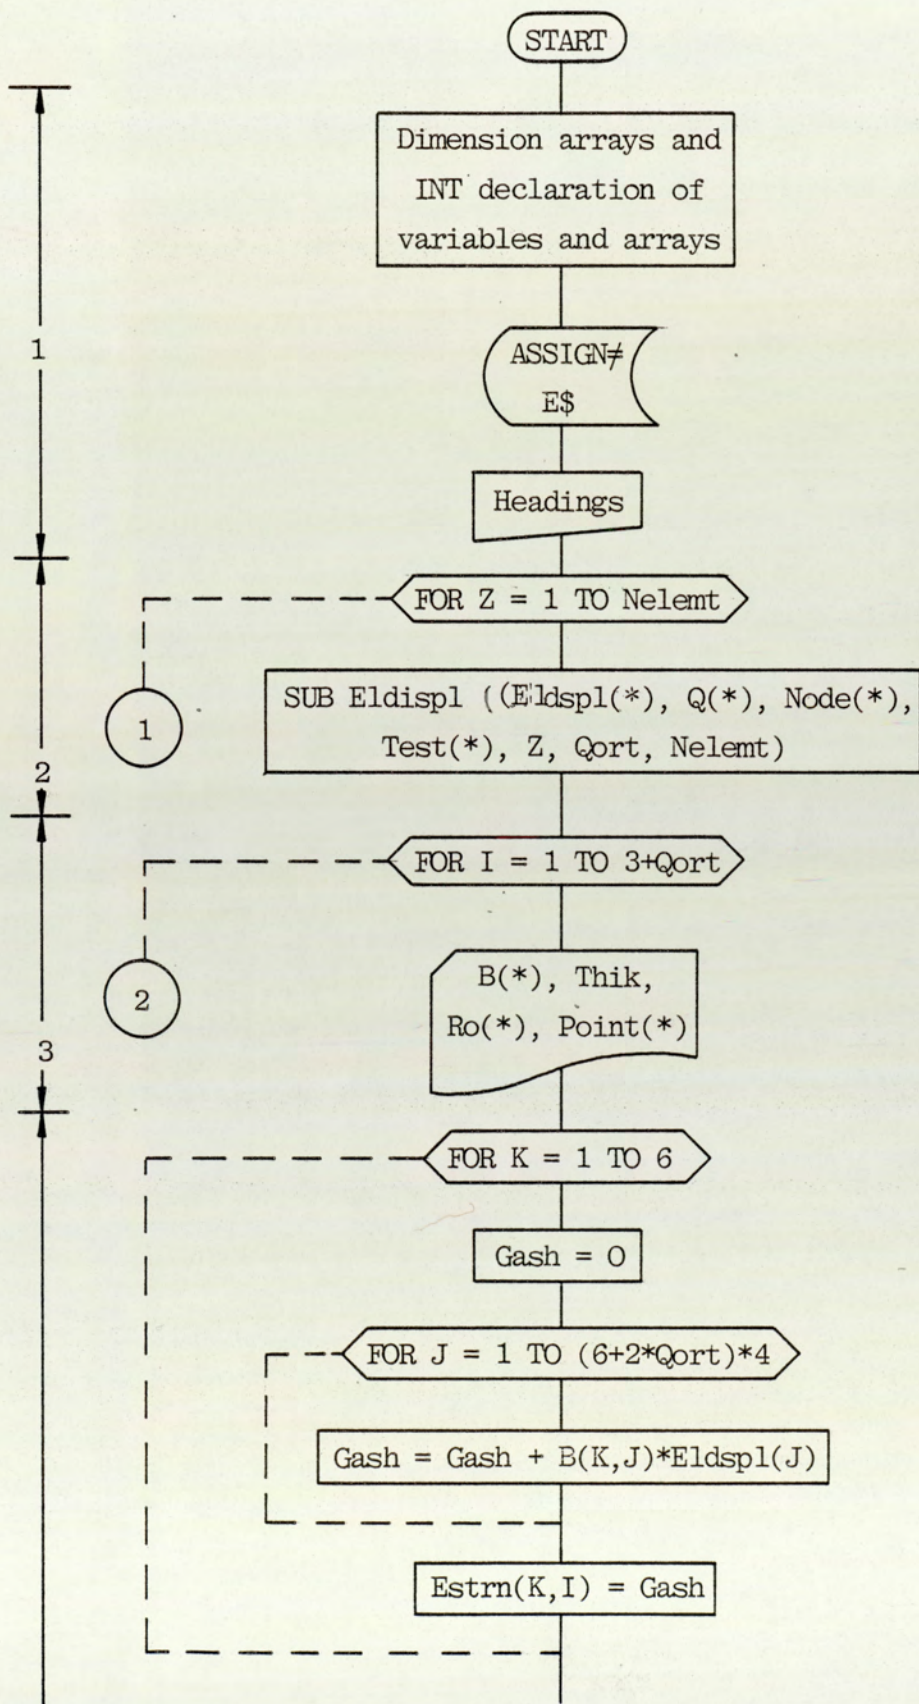 START
Dimension arrays and
INT declaration of
variables and arrays
1
ASSIGN≠
E$
Headings
FOR Z = 1 TO Nelemt
SUB Eldispl ((Eldspl(*), Q(*), Node(*),
Test(*), Z, Qort, Nelemt)
1
2
FOR I = 1 TO 3+Qort
B(*), Thik,
Ro(*), Point(*)
2
3
FOR K = 1 TO 6
Gash = O
FOR J = 1 TO (6+2*Qort)*4
Gash = Gash + B(K,J)*Eldspl(J)
Estrn(K,I) = Gash